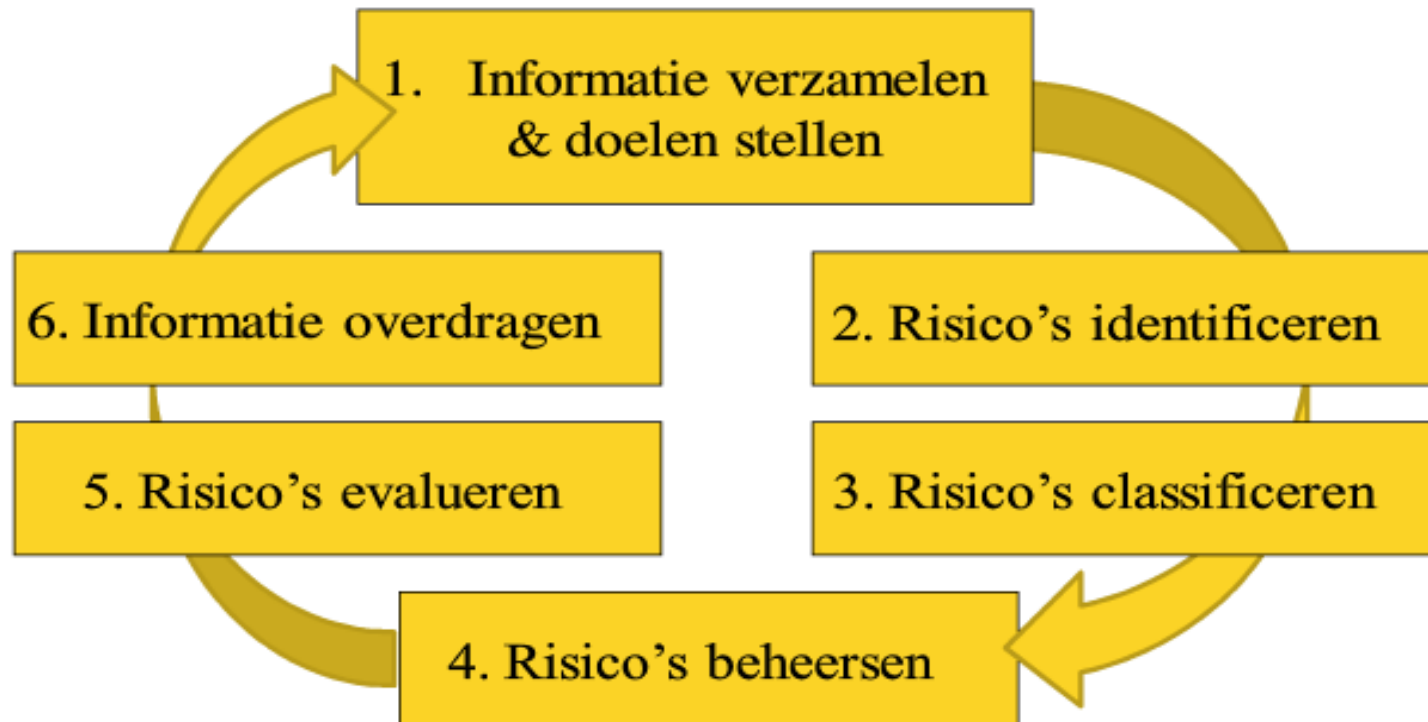 1. Informatie verzamelen
& doelen stellen
6. Informatie overdragen
2. Risico’s identificeren
5. Risico’s evalueren
3. Risico’s classificeren
4. Risico’s beheersen